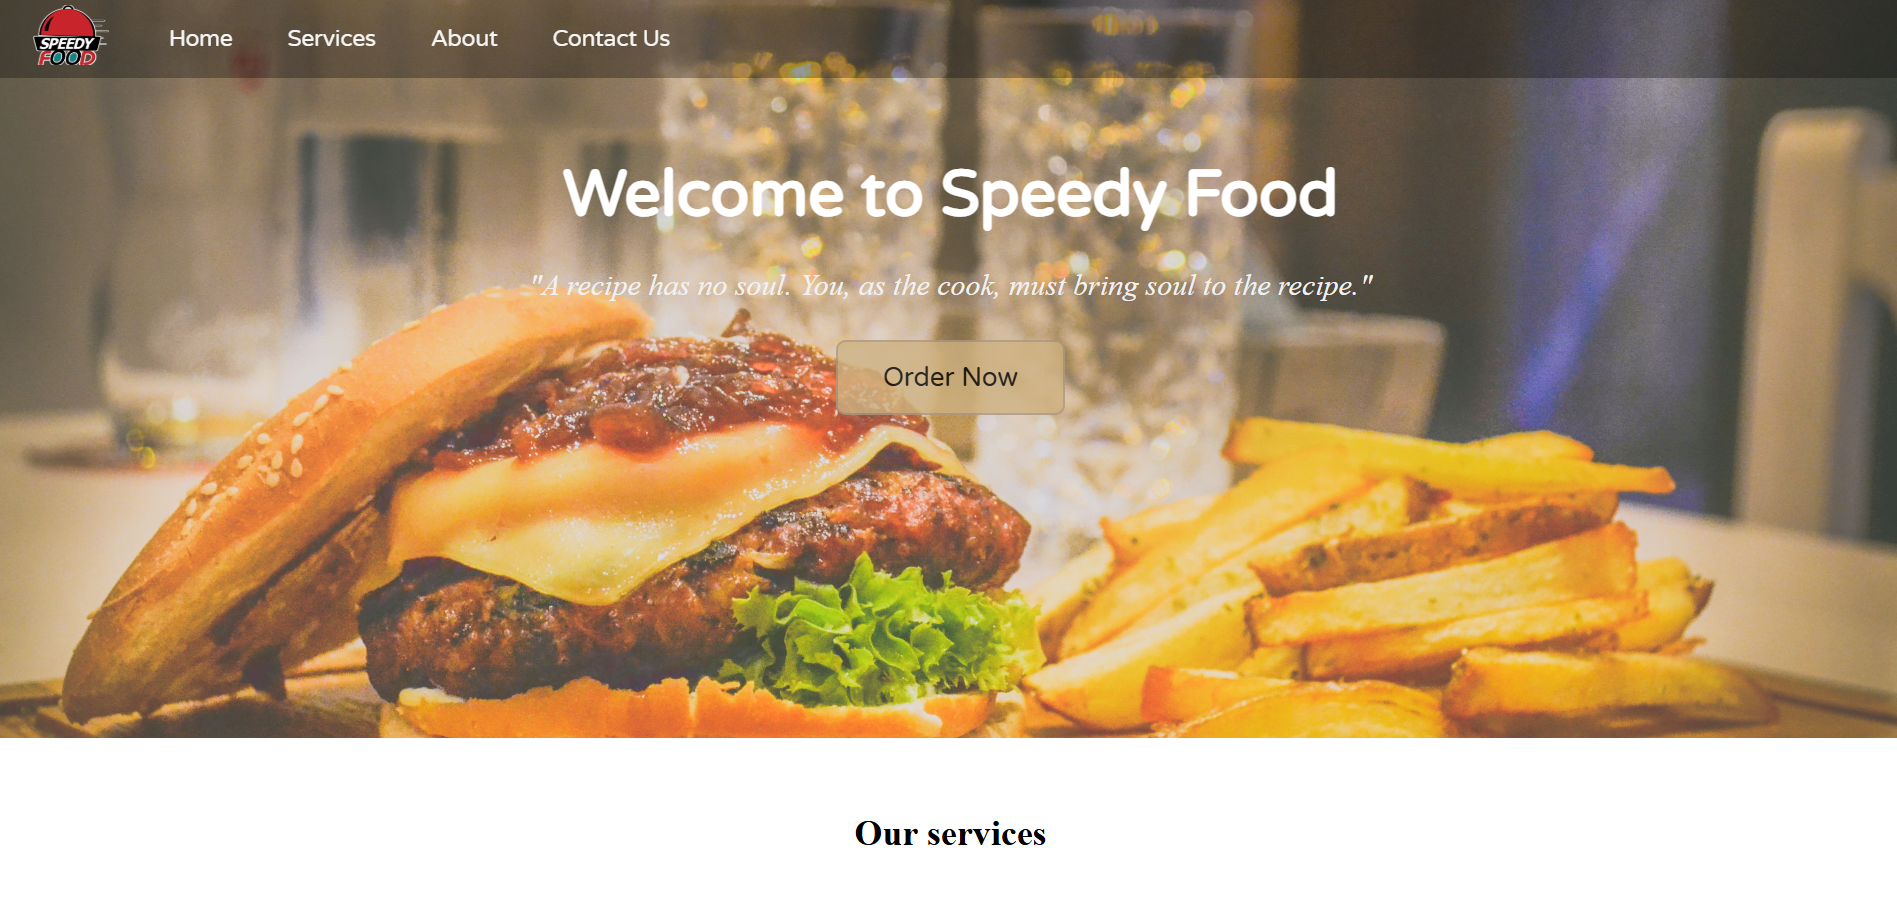 SPEEDY
FOOD
Home Services About Contact Us
Welcome to Speedy Food
"A recipe has no soul. You, as the cook, must bring soul to the recipe."
Order Now
Our services